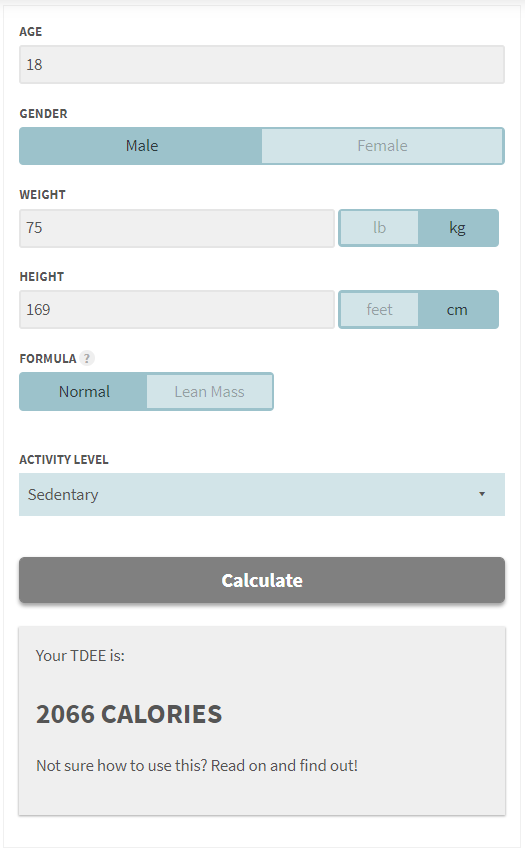 AGE
18
GENDER
Male Female
WEIGHT
75 lb kg
HEIGHT
169 feet cm
FORMULA ?
Normal Lean Mass
ACTIVITY LEVEL
Sedentary
Calculate
Your TDEE is:
2066 CALORIES
Not sure how to use this? Read on and find out!